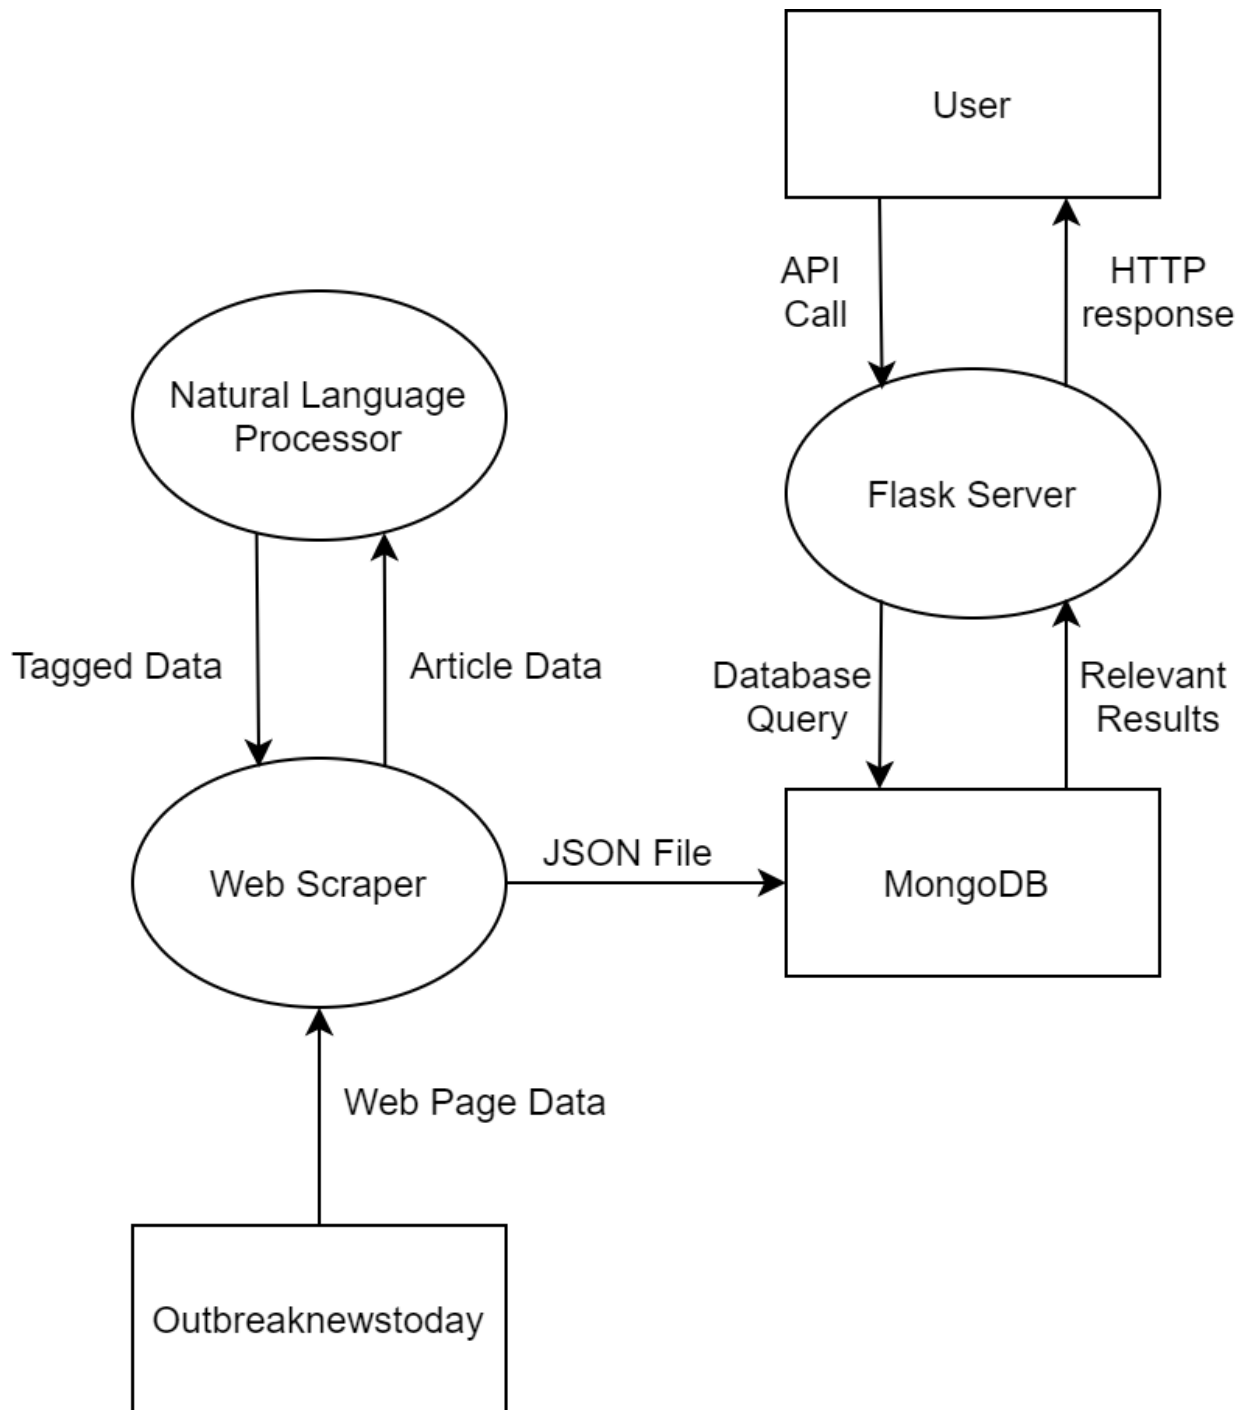 User
API
Call
HTTP
response
Natural Language
Processor
Flask Server
Tagged Data
Article Data
Database
Query
Relevant
Results
Web Scraper
JSON File
MongoDB
Web Page Data
Outbreaknewstoday